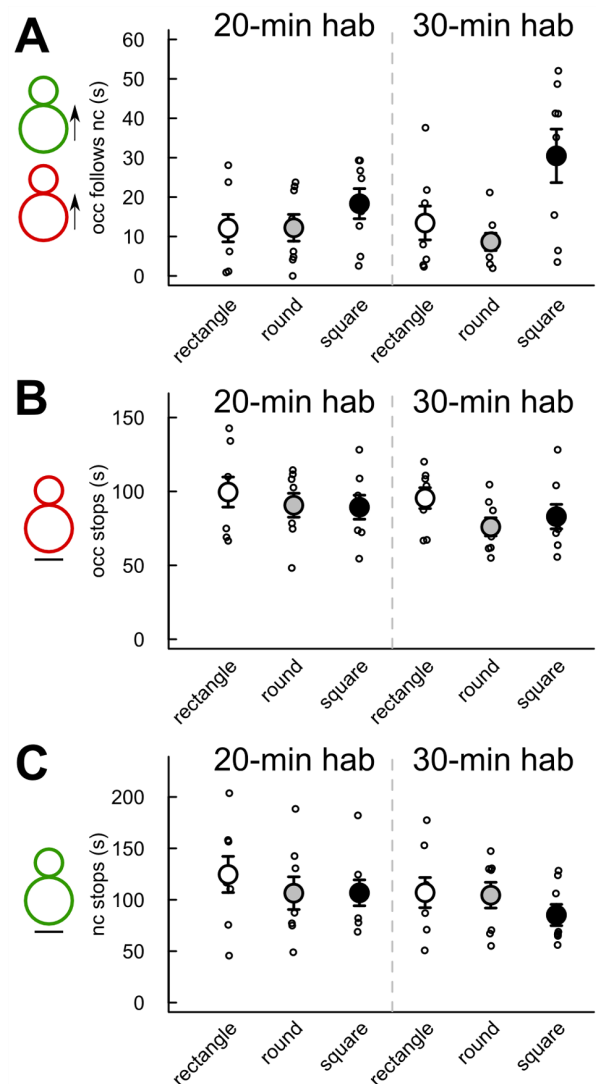 A
20-min hab 30-min hab
occ follows nc (s)
60
50
40
30
20
10
0
rectangle round square rectangle round square
B
20-min hab 30-min hab
occ stops (s)
150
100
50
0
rectangle round square rectangle round square
C
20-min hab 30-min hab
nc stops (s)
200
150
100
50
0
rectangle round square rectangle round square